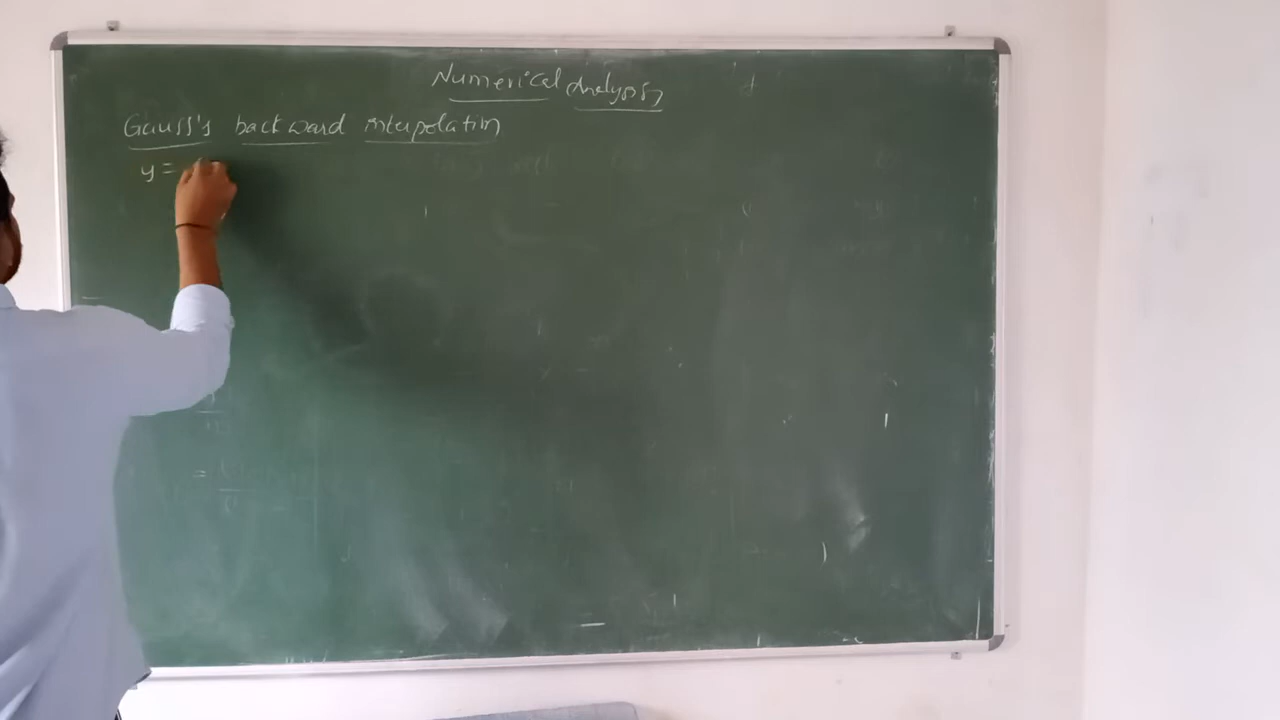 Numerical Analysis
Gauss's backward interpolation
y =